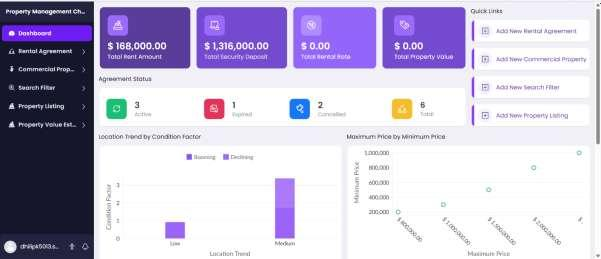 Property Management Ch...
Dashboard
Rental Agreement
Commercial Prop...
Search Filter
Property Listing
Property Value Est...
dhilipk5013.s...
$ 168,000.00
Total Rent Amount
$ 1,316,000.00
Total Security Deposit
$ 0.00
Total Rental Rate
$ 0.00
Total Property Value
Quick Links
Add New Rental Agreement
Add New Commercial Property
Add New Search Filter
Add New Property Listing
Agreement Status
3
Active
1
Expired
2
Cancelled
6
Total
Location Trend by Condition Factor
Booming
Declining
Condition Factor
3
2
1
0
Low
Medium
Location Trend
Maximum Price by Minimum Price
Minimum Price
1,000,000
800,000
600,000
400,000
200,000
$ 800,000.00
$ 1,000,000.00
$ 1,500,000.00
$ 2,000,000.00
$ ..
Maximum Price